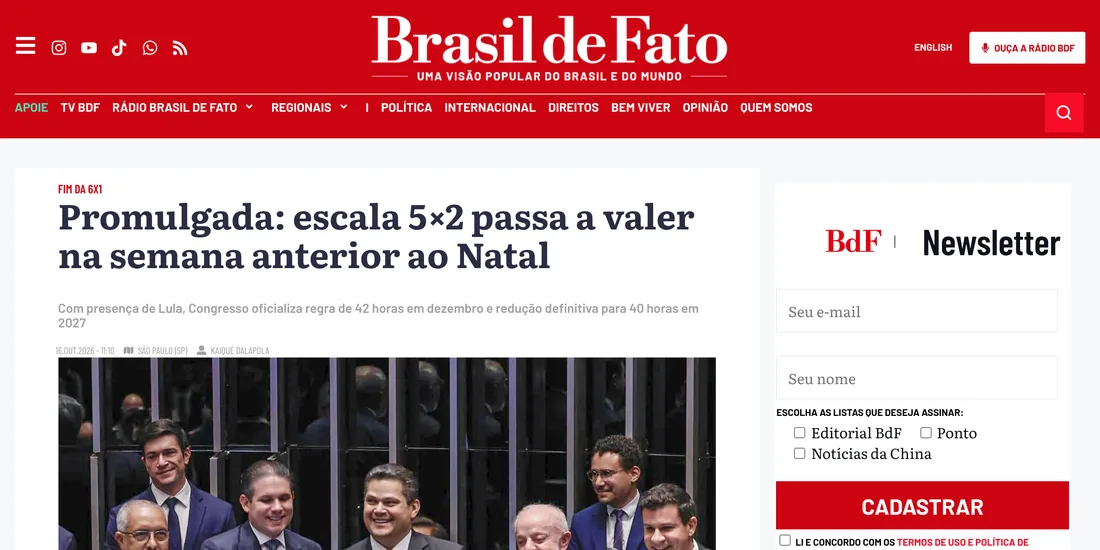 Brasil de Fato
UMA VISÃO POPULAR DO BRASIL E DO MUNDO
ENGLISH
OUÇA A RÁDIO BDF
APOIE TV BDF RÁDIO BRASIL DE FATO REGIONAIS I POLÍTICA INTERNACIONAL DIREITOS BEM VIVER OPINIÃO QUEM SOMOS
FIM DA 6X1
Promulgada: escala 5×2 passa a valer
na semana anterior ao Natal
Com presença de Lula, Congresso oficializa regra de 42 horas em dezembro e redução definitiva para 40 horas em
2027
16.OUT.2026 - 11:10 SÃO PAULO (SP) KAIQUE DALAPOLA
BdF | Newsletter
Seu e-mail
Seu nome
ESCOLHA AS LISTAS QUE DESEJA ASSINAR:
Editorial BdF Ponto
Notícias da China
CADASTRAR
LI E CONCORDO COM OS TERMOS DE USO E POLÍTICA DE